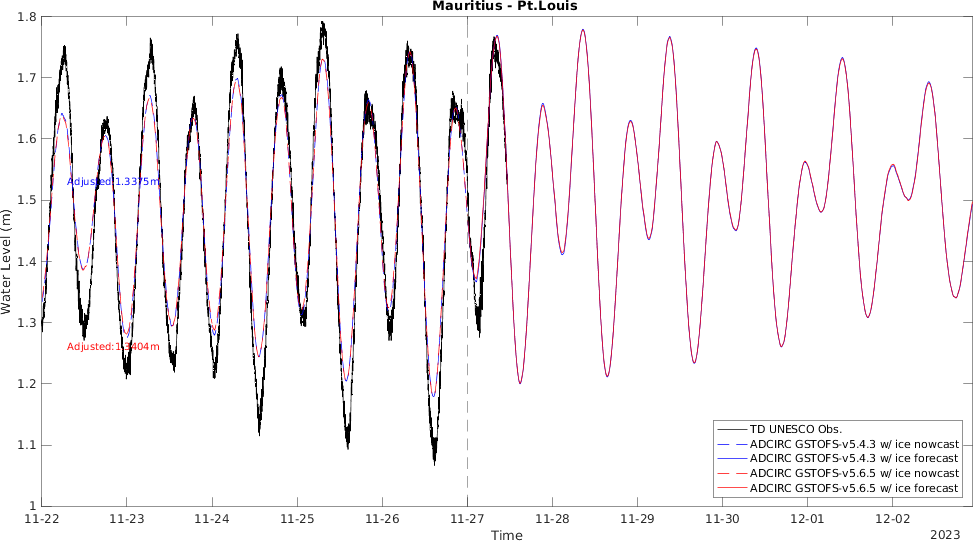 Mauritius - Pt.Louis
1.8
1.7
1.6
1.5
1.4
1.3
1.2
1.1
1
Water Level (m)
Adjusted:1.3375m
Adjusted:1.3404m
TD UNESCO Obs.
ADCIRC GSTOFS-v5.4.3 w/ ice nowcast
ADCIRC GSTOFS-v5.4.3 w/ ice forecast
ADCIRC GSTOFS-v5.6.5 w/ ice nowcast
ADCIRC GSTOFS-v5.6.5 w/ ice forecast
11-22 11-23 11-24 11-25 11-26 11-27 11-28 11-29 11-30 12-01 12-02
Time
2023